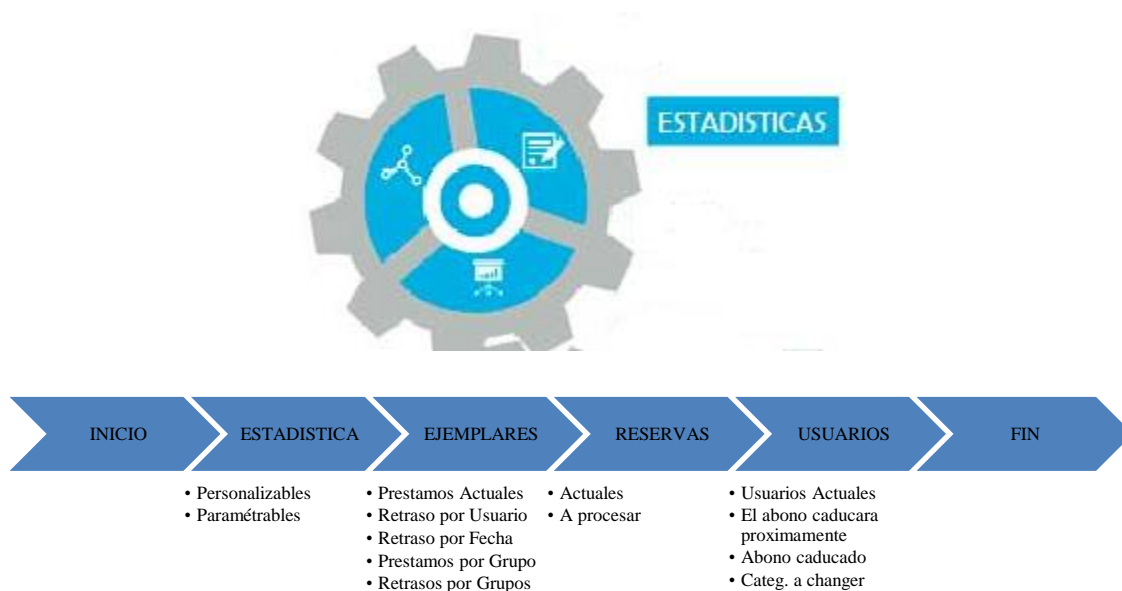 ESTADISTICAS
INICIO
ESTADISTICA
EJEMPLARES
RESERVAS
USUARIOS
FIN
• Personalizables
• Paramétrables
• Prestamos Actuales
• Retraso por Usuario
• Retraso por Fecha
• Prestamos por Grupo
• Retrasos por Grupos
• Actuales
• A procesar
• Usuarios Actuales
• El abono caducara
proximamente
• Abono caducado
• Categ. a changer